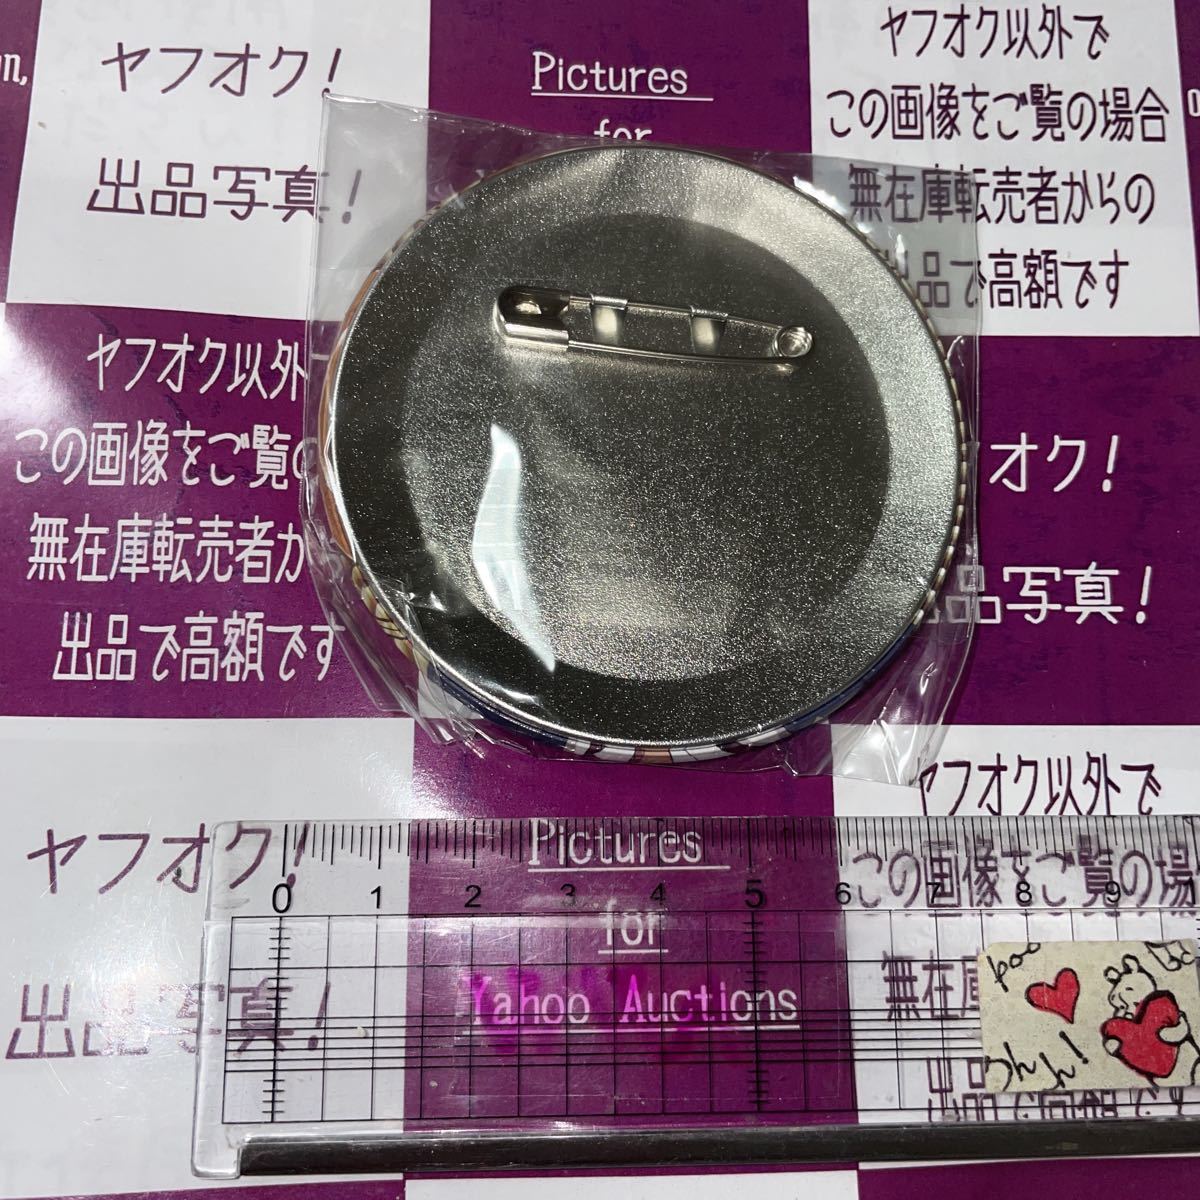 ヤフオク！
出品写真！
Pictures
for
ヤフオク以外で
この画像をご覧の場合
無在庫転売者からの
出品で高額です
ヤフオク以外
この画像をご覧の
無在庫転売者か
出品で高額です
オク！
品写真！
ヤフオク！
出品写真！
Pictures
for
Yahoo Auctions
ヤフオク以外で
この画像をご覧の場
無在庫
出品で高額です
0 1 2 3 4 5 6 7 8 9